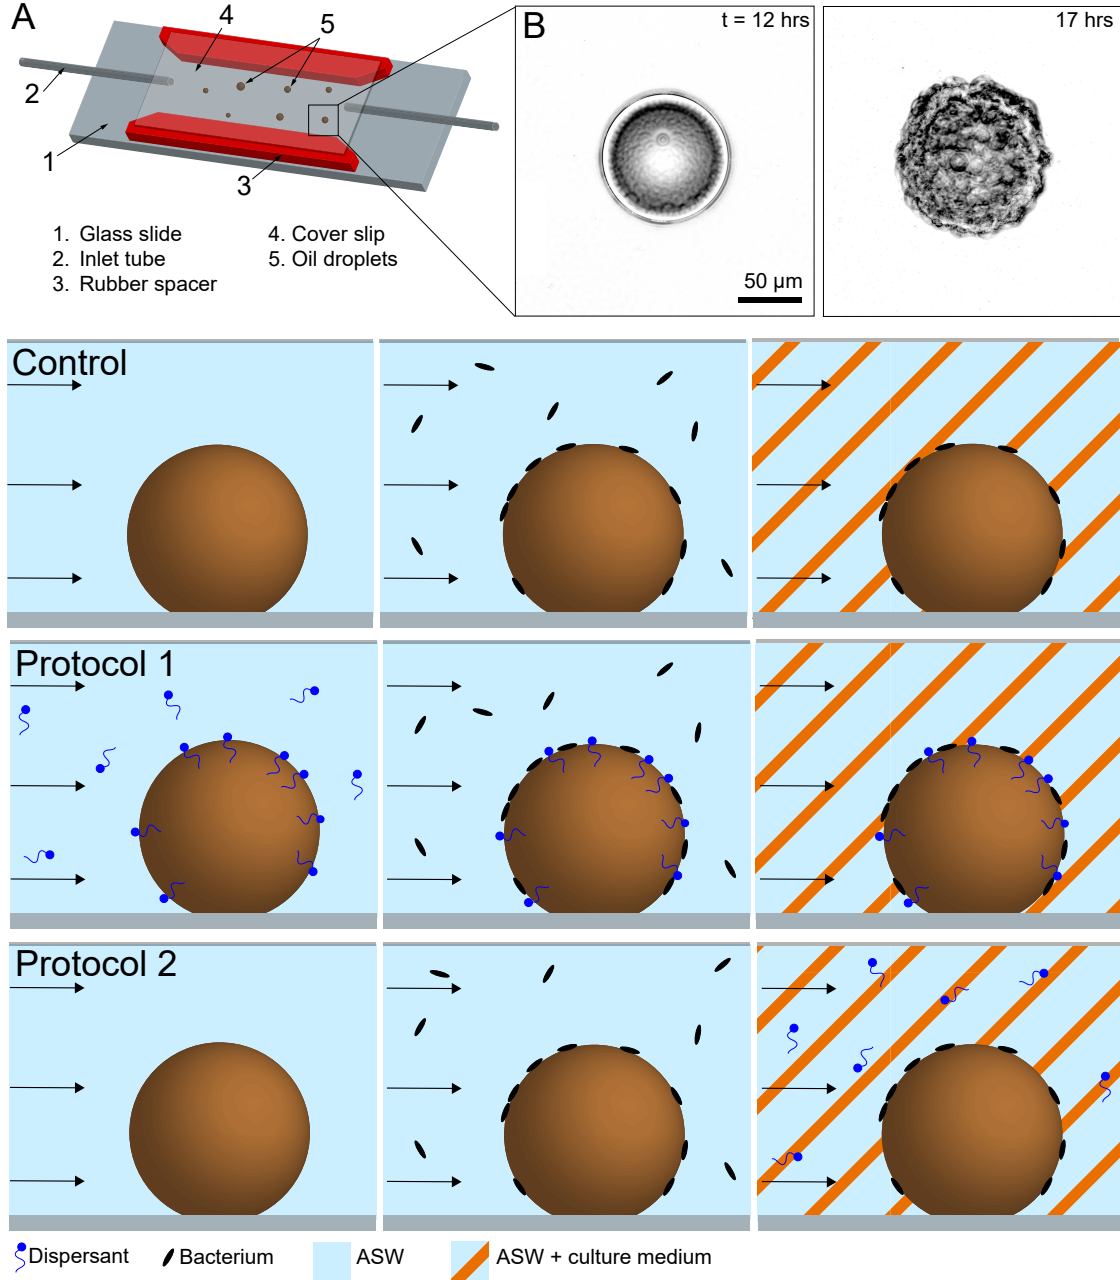 A
4
5
2
1
3
1. Glass slide
2. Inlet tube
3. Rubber spacer
4. Cover slip
5. Oil droplets
B
t = 12 hrs
50 μm
17 hrs
Control
Protocol 1
Protocol 2
Dispersant
Bacterium
ASW
ASW + culture medium